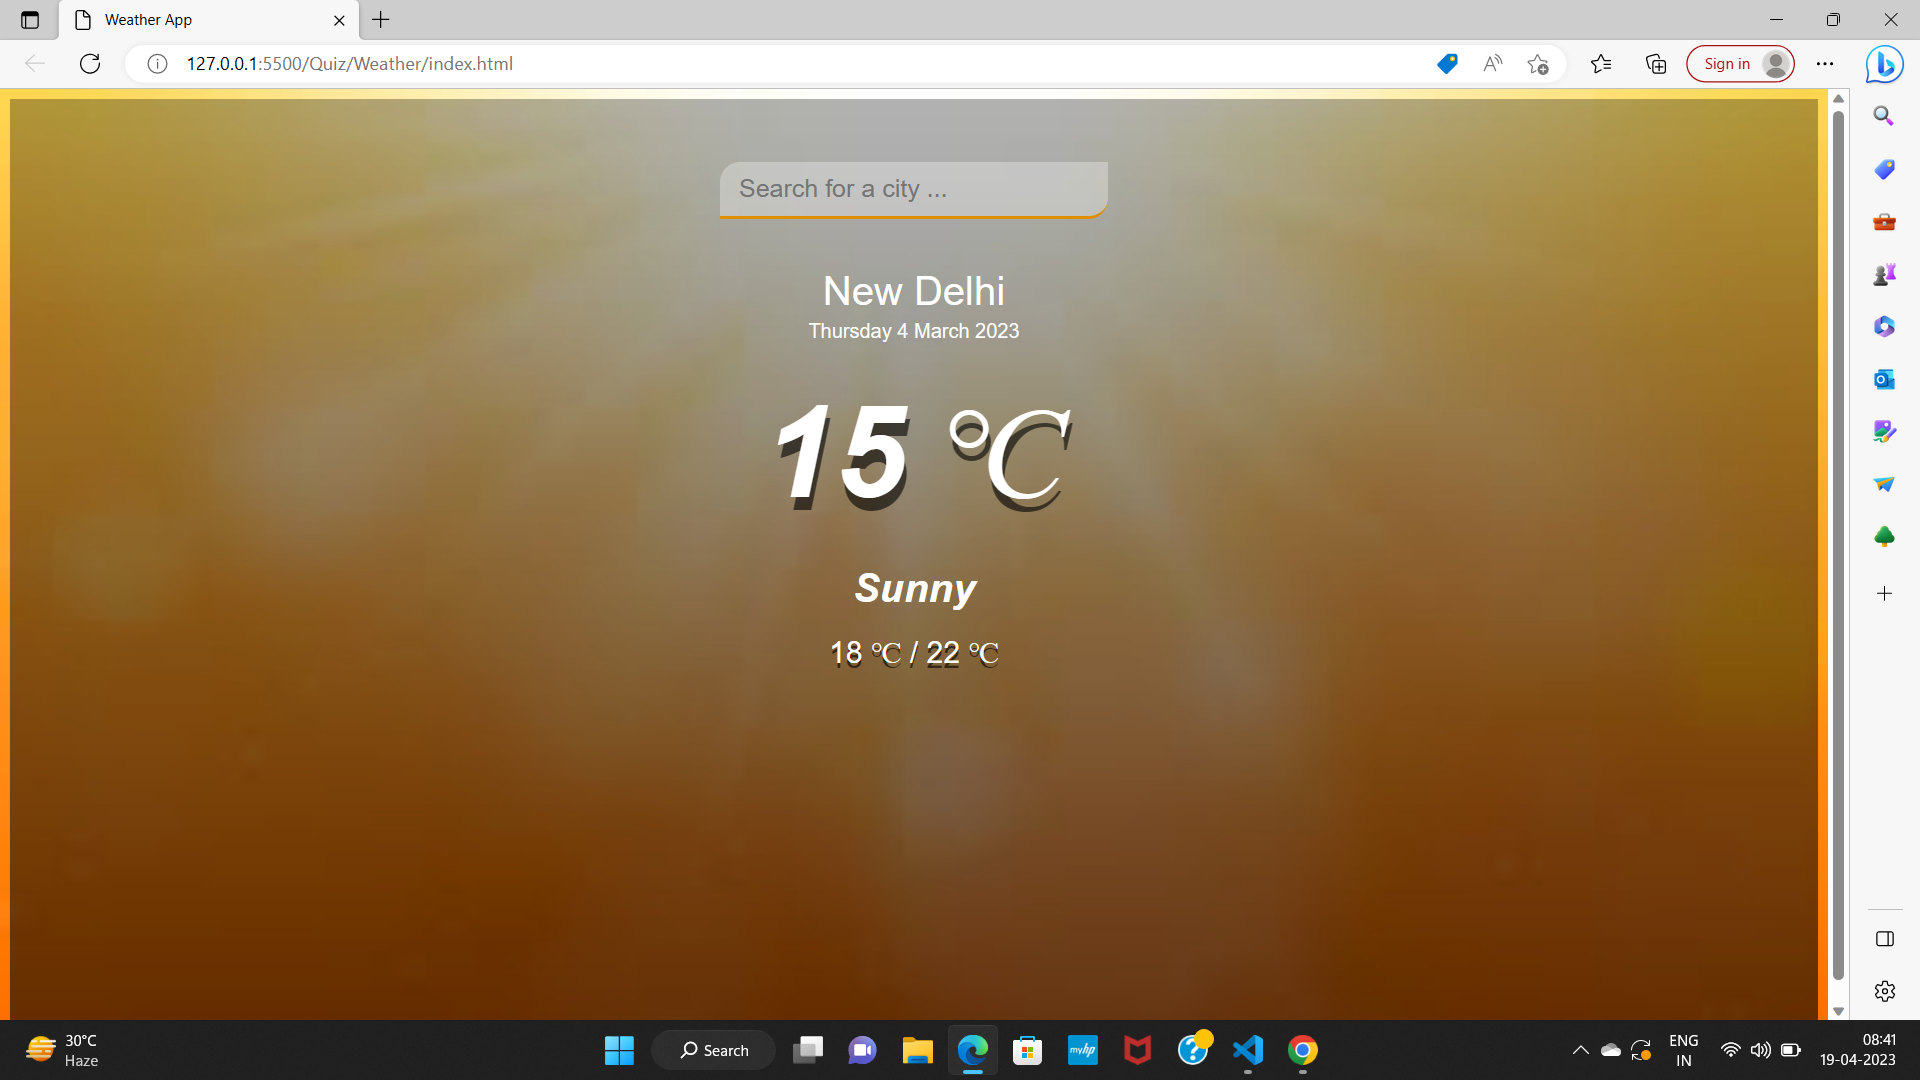 Weather App
127.0.0.1:5500/Quiz/Weather/index.html
Sign in
Search for a city ...
New Delhi
Thursday 4 March 2023
15 °C
Sunny
18 °C / 22 °C
30°C
Haze
Search
myhp
ENG
IN
08:41
19-04-2023